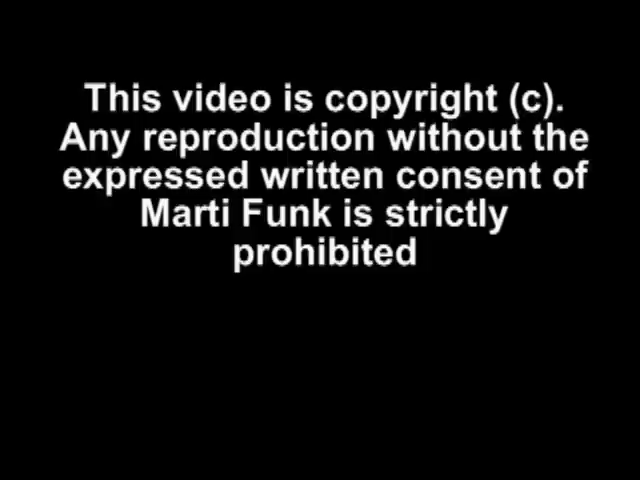 This video is copyright (c).
Any reproduction without the
expressed written consent of
Marti Funk is strictly
prohibited